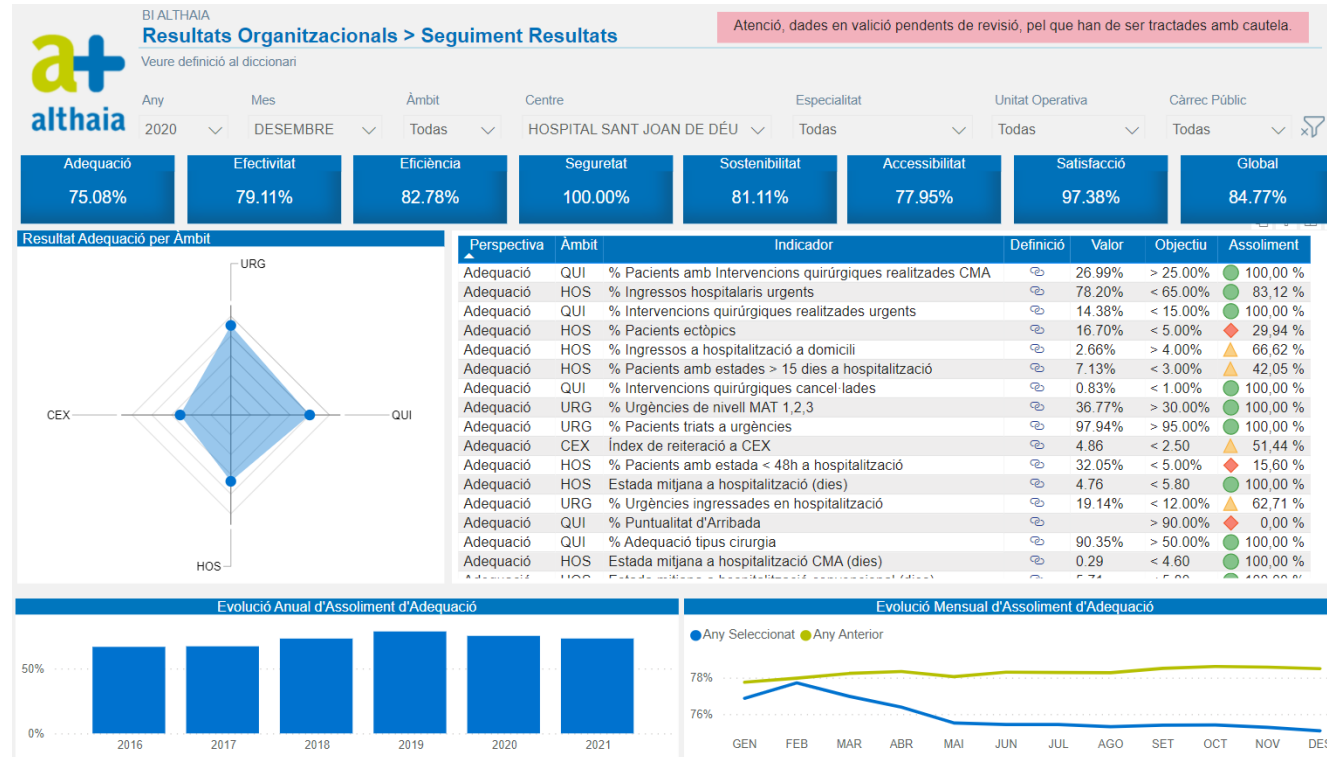 BI ALTHAIA
Resultats Organitzacionals > Seguiment Resultats
Atenció, dades en valició pendents de revisió, pel que han de ser tractades amb cautela.
Veure definició al diccionari
a+
althaia
Any Mes Àmbit Centre Especialitat Unitat Operativa Càrrec Públic
2020 DESEMBRE Todas HOSPITAL SANT JOAN DE DÉU Todas Todas Todas
Adequació Efectivitat Eficiència Seguretat Sostenibilitat Accessibilitat Satisfacció Global
75.08% 79.11% 82.78% 100.00% 81.11% 77.95% 97.38% 84.77%
Resultat Adequació per Àmbit
URG
CEX QUI
HOS
Perspectiva Àmbit Indicador Definició Valor Objectiu Assoliment
Adequació QUI % Pacients amb Intervencions quirúrgiques realitzades CMA 26.99% > 25.00% 100,00 %
Adequació HOS % Ingressos hospitalaris urgents 78.20% < 65.00% 83,12 %
Adequació QUI % Intervencions quirúrgiques realitzades urgents 14.38% < 15.00% 100,00 %
Adequació HOS % Pacients ectòpics 16.70% < 5.00% 29,94 %
Adequació HOS % Ingressos a hospitalització a domicili 2.66% > 4.00% 66,62 %
Adequació HOS % Pacients amb estades > 15 dies a hospitalització 7.13% < 3.00% 42,05 %
Adequació QUI % Intervencions quirúrgiques cancel·lades 0.83% < 1.00% 100,00 %
Adequació URG % Urgències de nivell MAT 1,2,3 36.77% > 30.00% 100,00 %
Adequació URG % Pacients triats a urgències 97.94% > 95.00% 100,00 %
Adequació CEX Índex de reiteració a CEX 4.86 < 2.50 51,44 %
Adequació HOS % Pacients amb estada < 48h a hospitalització 32.05% < 5.00% 15,60 %
Adequació HOS Estada mitjana a hospitalització (dies) 4.76 < 5.80 100,00 %
Adequació URG % Urgències ingressades en hospitalització 19.14% < 12.00% 62,71 %
Adequació QUI % Puntualitat d'Arribada > 90.00% 0,00 %
Adequació QUI % Adequació tipus cirurgia 90.35% > 50.00% 100,00 %
Adequació HOS Estada mitjana a hospitalització CMA (dies) 0.29 < 4.60 100,00 %
Evolució Anual d'Assoliment d'Adequació
50%
0%
2016 2017 2018 2019 2020 2021
Evolució Mensual d'Assoliment d'Adequació
Any Seleccionat Any Anterior
78%
76%
GEN FEB MAR ABR MAI JUN JUL AGO SET OCT NOV DES